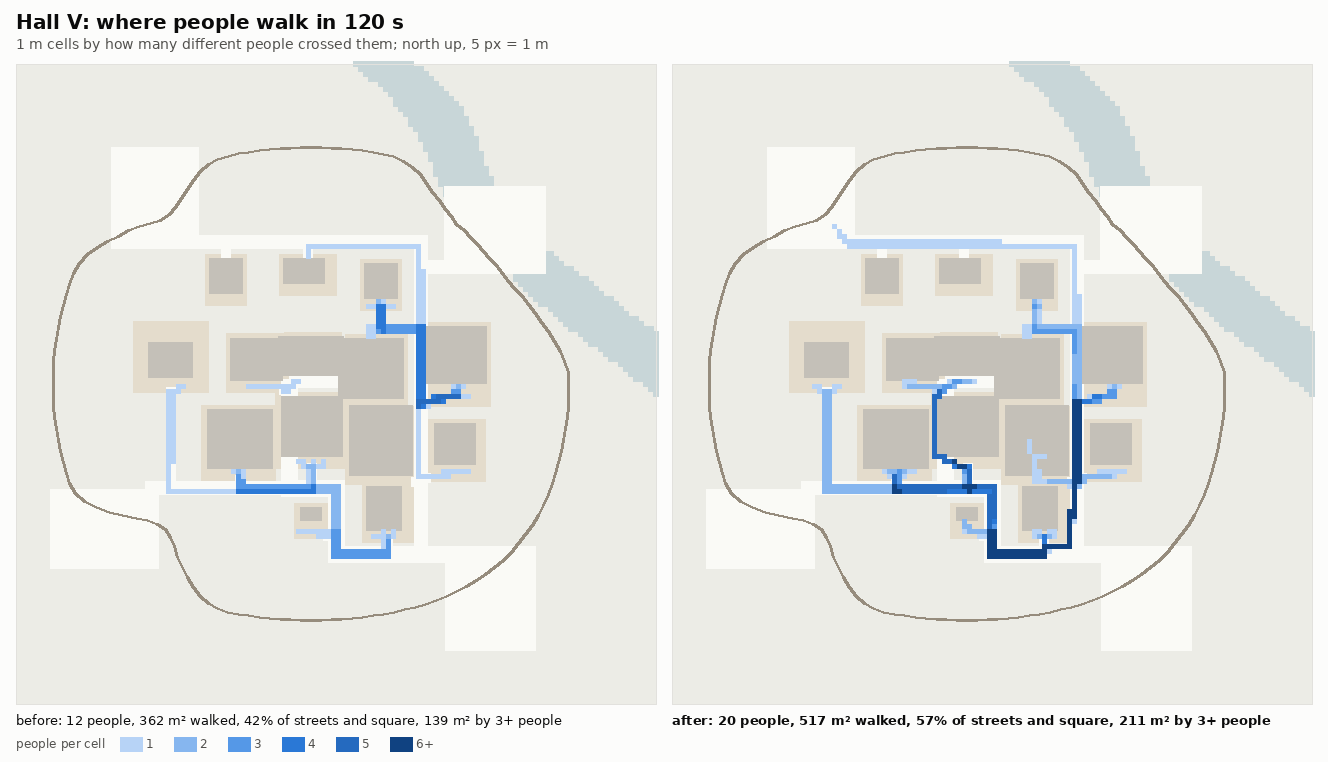 Hall V: where people walk in 120 s
1 m cells by how many different people crossed them; north up, 5 px = 1 m
before: 12 people, 362 m² walked, 42% of streets and square, 139 m² by 3+ people
after: 20 people, 517 m² walked, 57% of streets and square, 211 m² by 3+ people
people per cell 1 2 3 4 5 6+